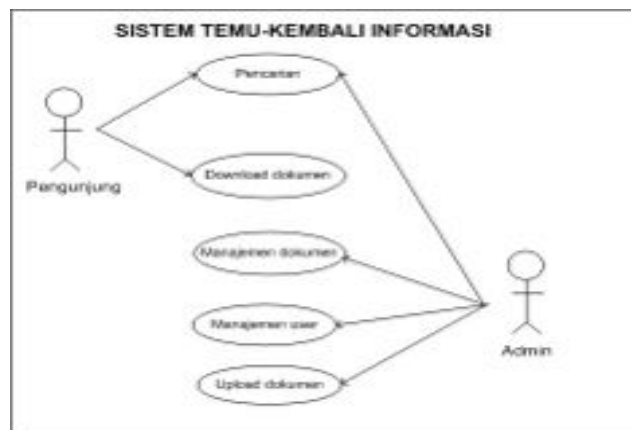 SISTEM TEMU-KEMBALI INFORMASI
Pencarian
Pengunjung
Download dokumen
Manajemen dokumen
Manajemen user
Admin
Upload dokumen